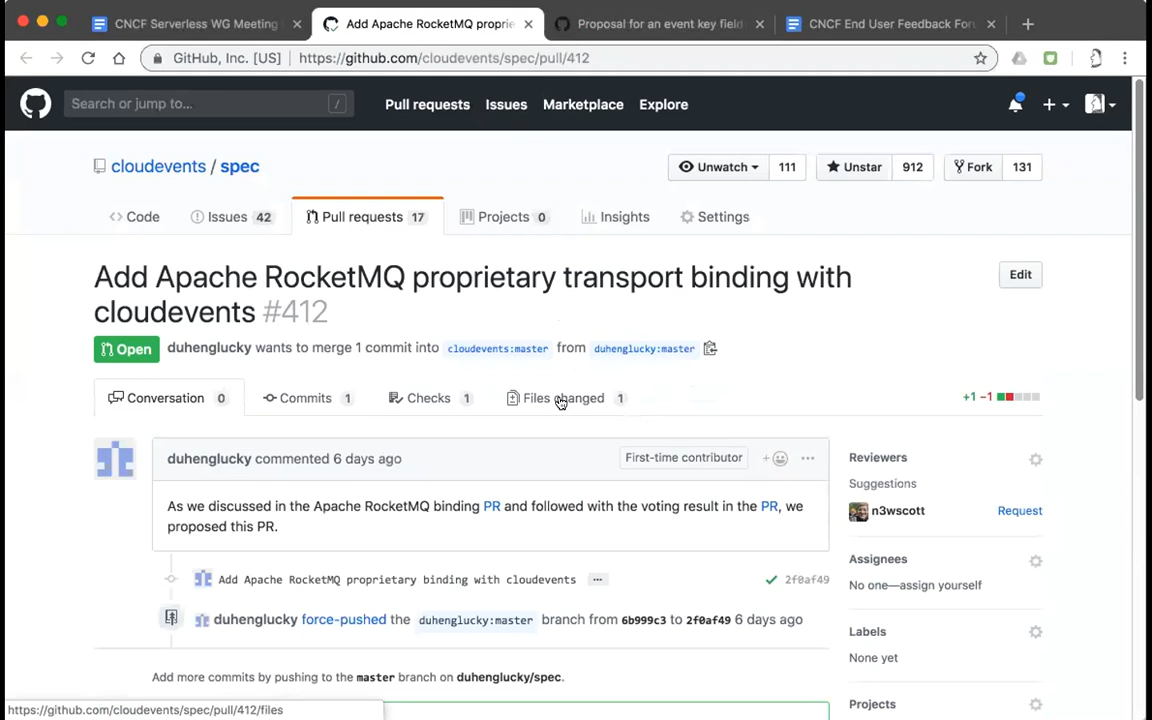 CNCF Serverless WG Meeting
Add Apache RocketMQ proprie
Proposal for an event key field
CNCF End User Feedback For
GitHub, Inc. [US] https://github.com/cloudevents/spec/pull/412
Search or jump to... /
Pull requests Issues Marketplace Explore
cloudevents / spec
Unwatch 111 Unstar 912 Fork 131
Code Issues 42 Pull requests 17 Projects 0 Insights Settings
Add Apache RocketMQ proprietary transport binding with
cloudevents #412
Edit
Open duhenglucky wants to merge 1 commit into cloudevents:master from duhenglucky:master
Conversation 0 Commits 1 Checks 1 Files changed 1 +1 −1
duhenglucky commented 6 days ago First-time contributor
As we discussed in the Apache RocketMQ binding PR and followed with the voting result in the PR, we
proposed this PR.
Add Apache RocketMQ proprietary binding with cloudevents ... 2f0af49
duhenglucky force-pushed the duhenglucky:master branch from 6b999c3 to 2f0af49 6 days ago
Add more commits by pushing to the master branch on duhenglucky/spec.
Reviewers
Suggestions
n3wscott Request
Assignees
No one—assign yourself
Labels
None yet
Projects
https://github.com/cloudevents/spec/pull/412/files